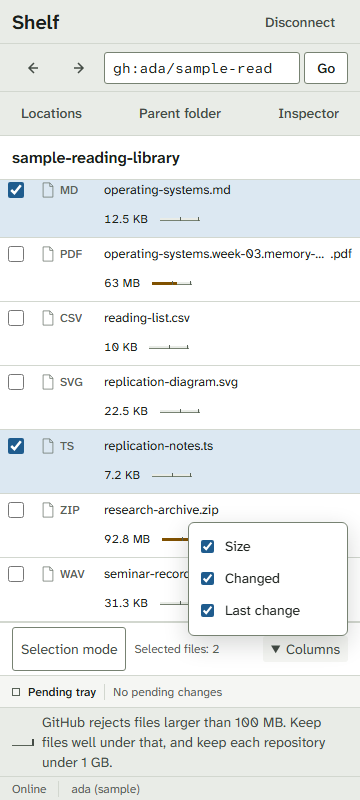 Shelf
Disconnect
gh:ada/sample-read
Go
Locations
Parent folder
Inspector
sample-reading-library
MD operating-systems.md
12.5 KB
PDF operating-systems.week-03.memory-... .pdf
63 MB
CSV reading-list.csv
10 KB
SVG replication-diagram.svg
22.5 KB
TS replication-notes.ts
7.2 KB
ZIP research-archive.zip
92.8 MB
WAV seminar-record
31.3 KB
Size
Changed
Last change
Selection mode
Selected files: 2
▼ Columns
Pending tray
No pending changes
GitHub rejects files larger than 100 MB. Keep
files well under that, and keep each repository
under 1 GB.
Online
ada (sample)